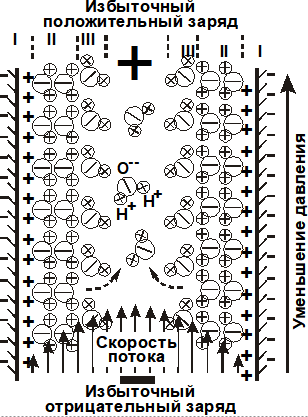 Избыточный
положительный заряд
I II III III II I
+
O--
H+ H+
Уменьшение давления
Скорость
потока
Избыточный
отрицательный заряд